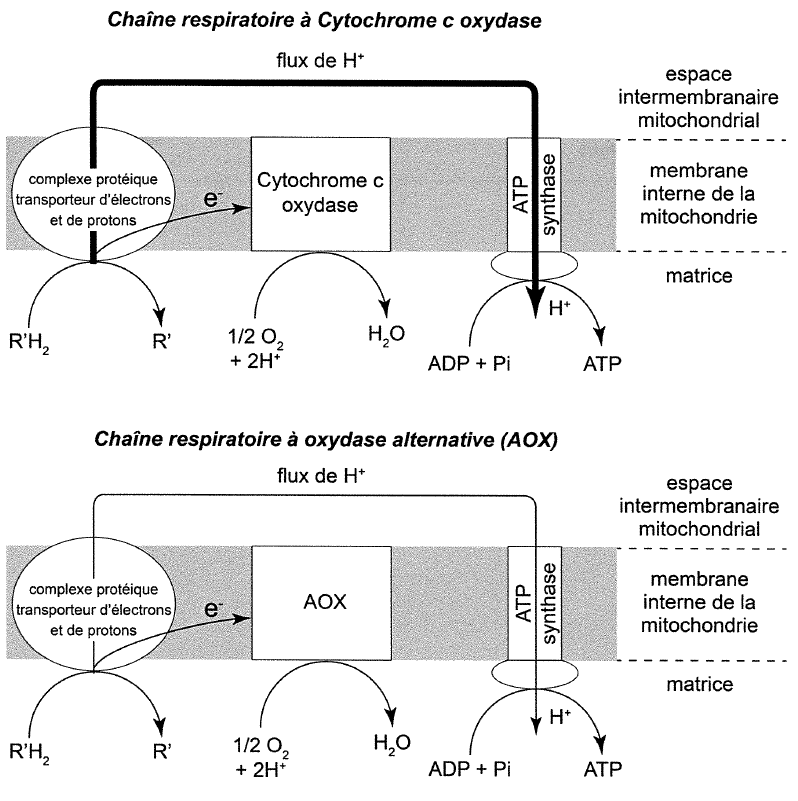 Chaîne respiratoire à Cytochrome c oxydase
flux de H⁺
espace
intermembranaire
mitochondrial
complexe protéique
transporteur d'électrons
et de protons
e⁻
Cytochrome c
oxydase
ATP
synthase
membrane
interne de la
mitochondrie
matrice
R'H₂
R'
1/2 O₂
+ 2H⁺
H₂O
H⁺
ADP + Pi
ATP
Chaîne respiratoire à oxydase alternative (AOX)
flux de H⁺
espace
intermembranaire
mitochondrial
complexe protéique
transporteur d'électrons
et de protons
e⁻
AOX
ATP
synthase
membrane
interne de la
mitochondrie
matrice
R'H₂
R'
1/2 O₂
+ 2H⁺
H₂O
H⁺
ADP + Pi
ATP